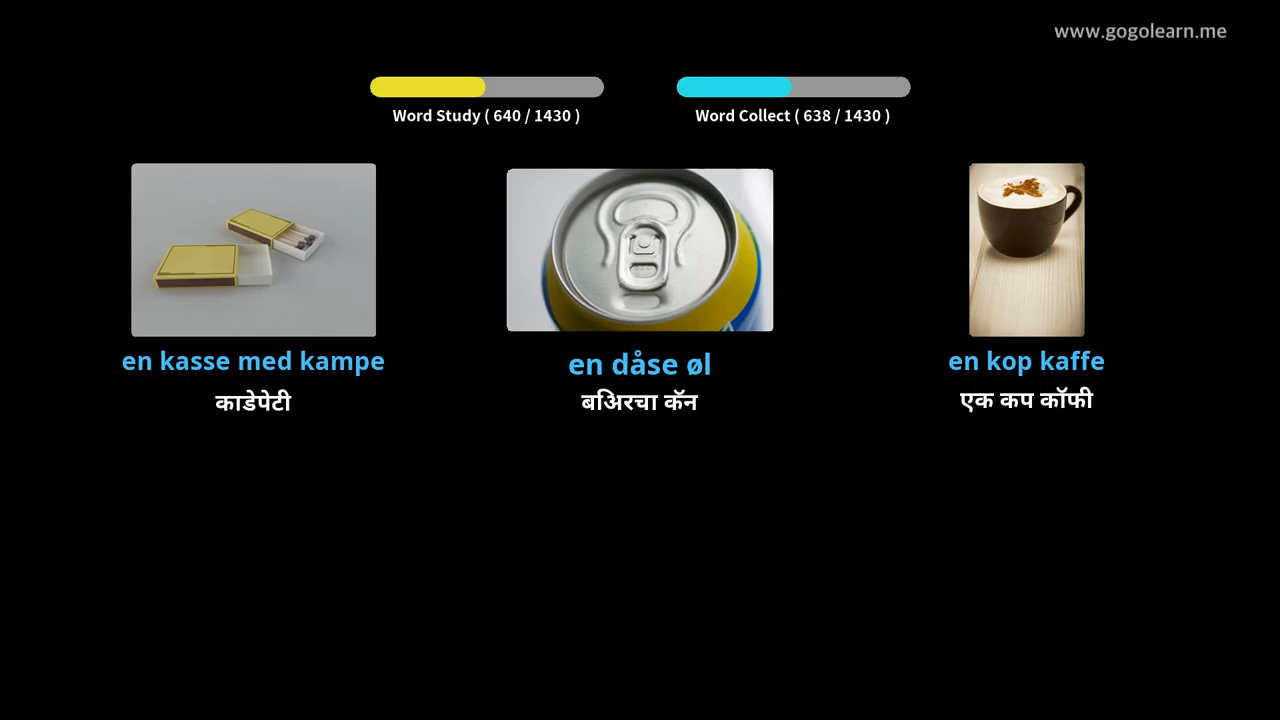 www.gogolearn.me
Word Study ( 640 / 1430 )
Word Collect ( 638 / 1430 )
en kasse med kampe
en dåse øl
en kop kaffe
काडेपेटी
बिअरचा कॅन
एक कप कॉफी